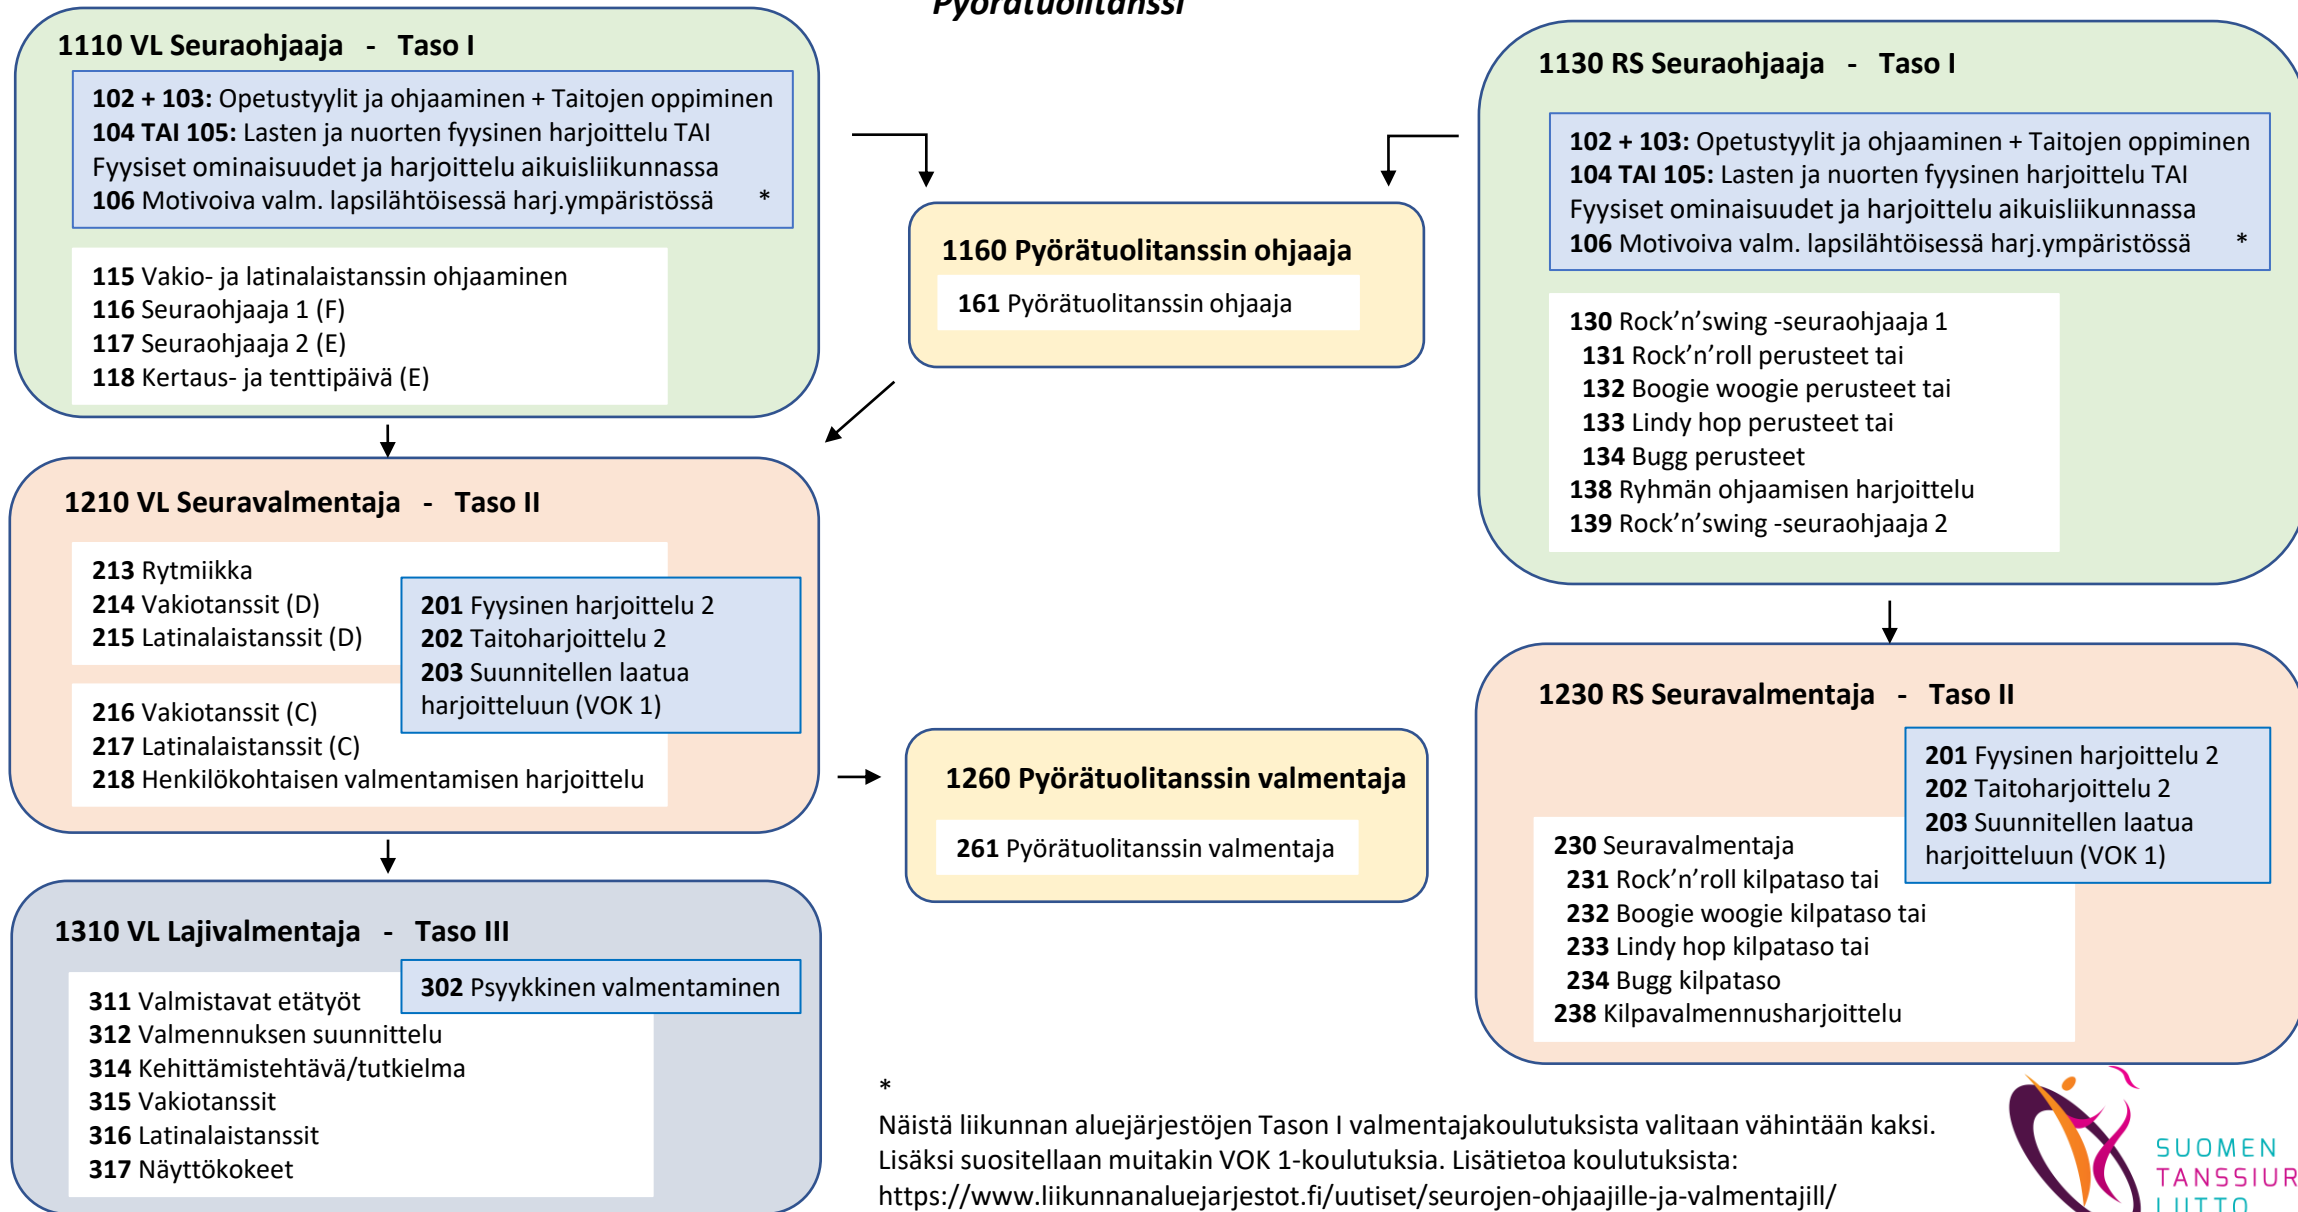 Pyörätuolitanssi
1110 VL Seuraohjaaja - Taso I
102 + 103: Opetustyylit ja ohjaaminen + Taitojen oppiminen
104 TAI 105: Lasten ja nuorten fyysinen harjoittelu TAI
Fyysiset ominaisuudet ja harjoittelu aikuisliikunnassa
106 Motivoiva valm. lapsilähtöisessä harj.ympäristössä *
115 Vakio- ja latinalaistanssin ohjaaminen
116 Seuraohjaaja 1 (F)
117 Seuraohjaaja 2 (E)
118 Kertaus- ja tenttipäivä (E)
1210 VL Seuravalmentaja - Taso II
213 Rytmiikka
214 Vakiotanssit (D)
215 Latinalaistanssit (D)
201 Fyysinen harjoittelu 2
202 Taitoharjoittelu 2
203 Suunnitellen laatua
harjoitteluun (VOK 1)
216 Vakiotanssit (C)
217 Latinalaistanssit (C)
218 Henkilökohtaisen valmentamisen harjoittelu
1310 VL Lajivalmentaja - Taso III
302 Psyykkinen valmentaminen
311 Valmistavat etätyöt
312 Valmennuksen suunnittelu
314 Kehittämistehtävä/tutkielma
315 Vakiotanssit
316 Latinalaistanssit
317 Näyttökokeet
1160 Pyörätuolitanssin ohjaaja
161 Pyörätuolitanssin ohjaaja
1260 Pyörätuolitanssin valmentaja
261 Pyörätuolitanssin valmentaja
1130 RS Seuraohjaaja - Taso I
102 + 103: Opetustyylit ja ohjaaminen + Taitojen oppiminen
104 TAI 105: Lasten ja nuorten fyysinen harjoittelu TAI
Fyysiset ominaisuudet ja harjoittelu aikuisliikunnassa
106 Motivoiva valm. lapsilähtöisessä harj.ympäristössä *
130 Rock’n’swing -seuraohjaaja 1
131 Rock’n’roll perusteet tai
132 Boogie woogie perusteet tai
133 Lindy hop perusteet tai
134 Bugg perusteet
138 Ryhmän ohjaamisen harjoittelu
139 Rock’n’swing -seuraohjaaja 2
1230 RS Seuravalmentaja - Taso II
201 Fyysinen harjoittelu 2
202 Taitoharjoittelu 2
203 Suunnitellen laatua
harjoitteluun (VOK 1)
230 Seuravalmentaja
231 Rock’n’roll kilpataso tai
232 Boogie woogie kilpataso tai
233 Lindy hop kilpataso tai
234 Bugg kilpataso
238 Kilpavalmennusharjoittelu
*
Näistä liikunnan aluejärjestöjen Tason I valmentajakoulutuksista valitaan vähintään kaksi.
Lisäksi suositellaan muitakin VOK 1-koulutuksia. Lisätietoa koulutuksista:
https://www.liikunnanaluejarjestot.fi/uutiset/seurojen-ohjaajille-ja-valmentajill/
SUOMEN
TANSSIUR
LIITTO